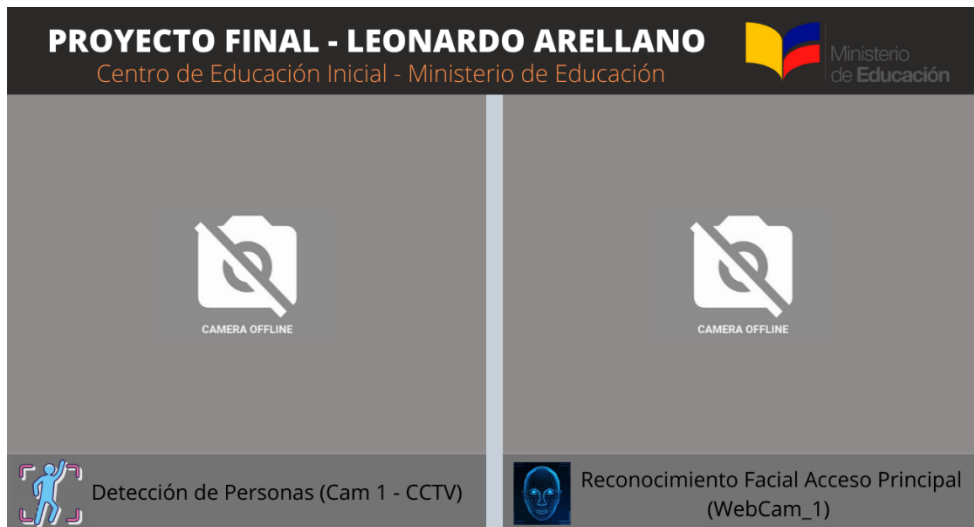 PROYECTO FINAL - LEONARDO ARELLANO
Centro de Educación Inicial - Ministerio de Educación
Ministerio
de Educación
CAMERA OFFLINE
CAMERA OFFLINE
Detección de Personas (Cam 1 - CCTV)
Reconocimiento Facial Acceso Principal
(WebCam_1)